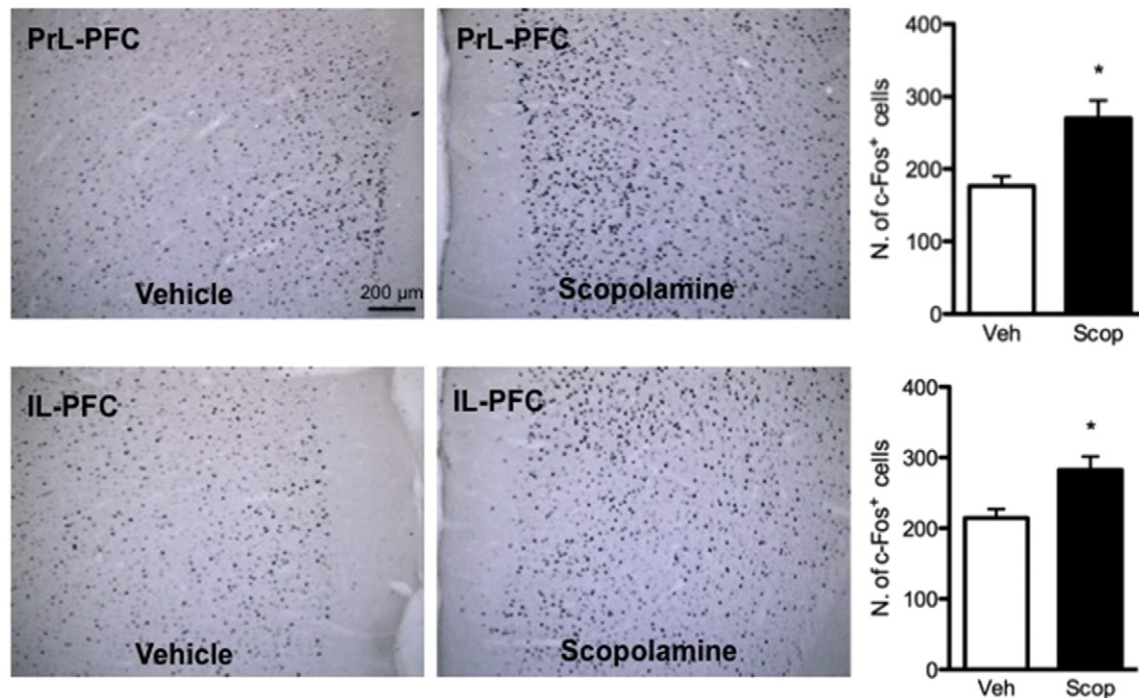 PrL-PFC
Vehicle
200 µm
PrL-PFC
Scopolamine
N. of c-Fos⁺ cells
400
300
200
100
0
*
Veh Scop
IL-PFC
Vehicle
IL-PFC
Scopolamine
N. of c-Fos⁺ cells
400
300
200
100
0
*
Veh Scop